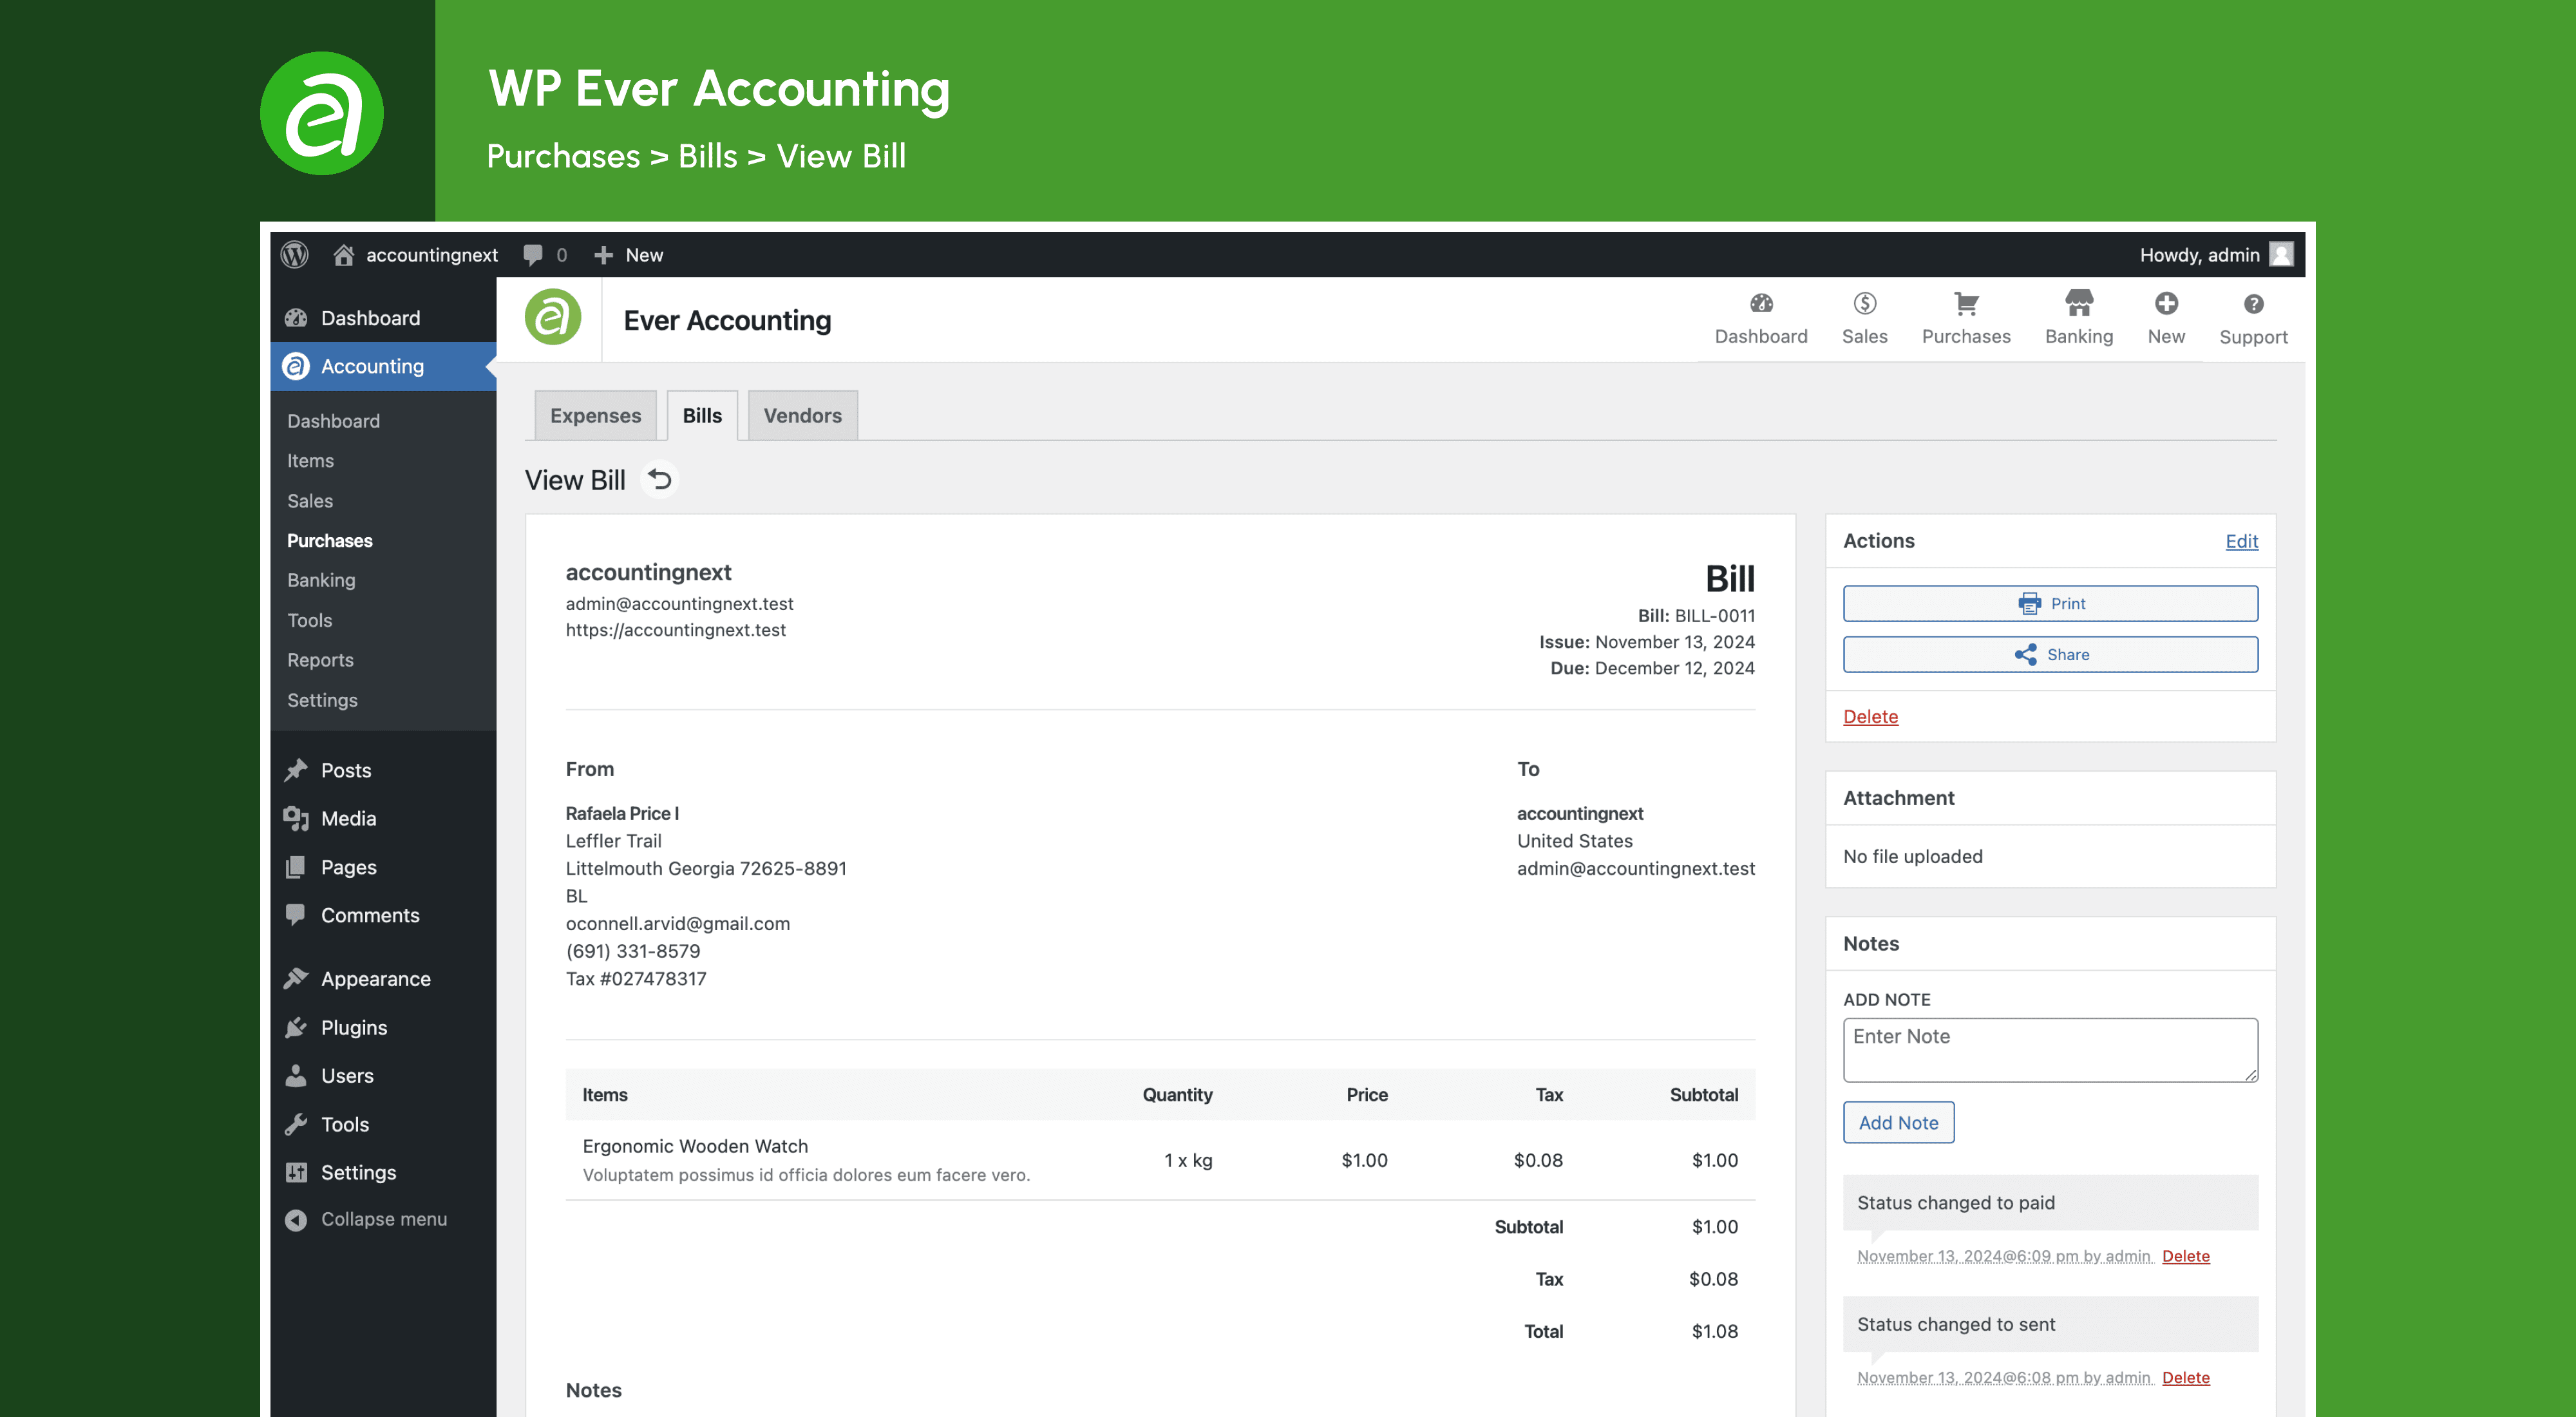 WP Ever Accounting
Purchases > Bills > View Bill
accountingnext 0 New Howdy, admin
Dashboard
Accounting
Dashboard
Items
Sales
Purchases
Banking
Tools
Reports
Settings
Posts
Media
Pages
Comments
Appearance
Plugins
Users
Tools
Settings
Collapse menu
Ever Accounting
Dashboard Sales Purchases Banking New Support
Expenses Bills Vendors
View Bill
accountingnext
admin@accountingnext.test
https://accountingnext.test
Bill
Bill: BILL-0011
Issue: November 13, 2024
Due: December 12, 2024
From
Rafaela Price I
Leffler Trail
Littelmouth Georgia 72625-8891
BL
oconnell.arvid@gmail.com
(691) 331-8579
Tax #027478317
To
accountingnext
United States
admin@accountingnext.test
Items Quantity Price Tax Subtotal
Ergonomic Wooden Watch
Voluptatem possimus id officia dolores eum facere vero.
1 x kg $1.00 $0.08 $1.00
Subtotal $1.00
Tax $0.08
Total $1.08
Notes
Actions Edit
Print
Share
Delete
Attachment
No file uploaded
Notes
ADD NOTE
Enter Note
Add Note
Status changed to paid
November 13, 2024@6:09 pm by admin Delete
Status changed to sent
November 13, 2024@6:08 pm by admin Delete